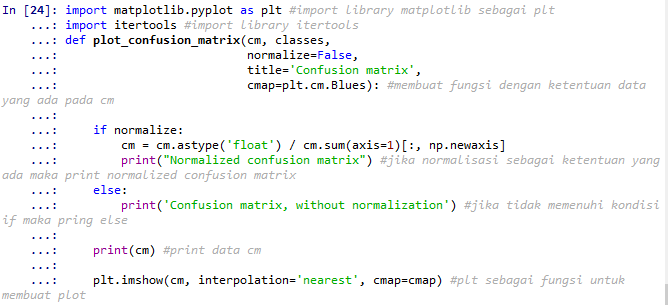 In [24]: import matplotlib.pyplot as plt #import library matplotlib sebagai plt
    ...: import itertools #import library itertools
    ...: def plot_confusion_matrix(cm, classes,
    ...:                           normalize=False,
    ...:                           title='Confusion matrix',
    ...:                           cmap=plt.cm.Blues): #membuat fungsi dengan ketentuan data
yang ada pada cm
    ...:
    ...:     if normalize:
    ...:         cm = cm.astype('float') / cm.sum(axis=1)[:, np.newaxis]
    ...:         print("Normalized confusion matrix") #jika normalisasi sebagai ketentuan yang
ada maka print normalized confusion matrix
    ...:     else:
    ...:         print('Confusion matrix, without normalization') #jika tidak memenuhi kondisi
if maka pring else
    ...:
    ...:     print(cm) #print data cm
    ...:
    ...:     plt.imshow(cm, interpolation='nearest', cmap=cmap) #plt sebagai fungsi untuk
membuat plot